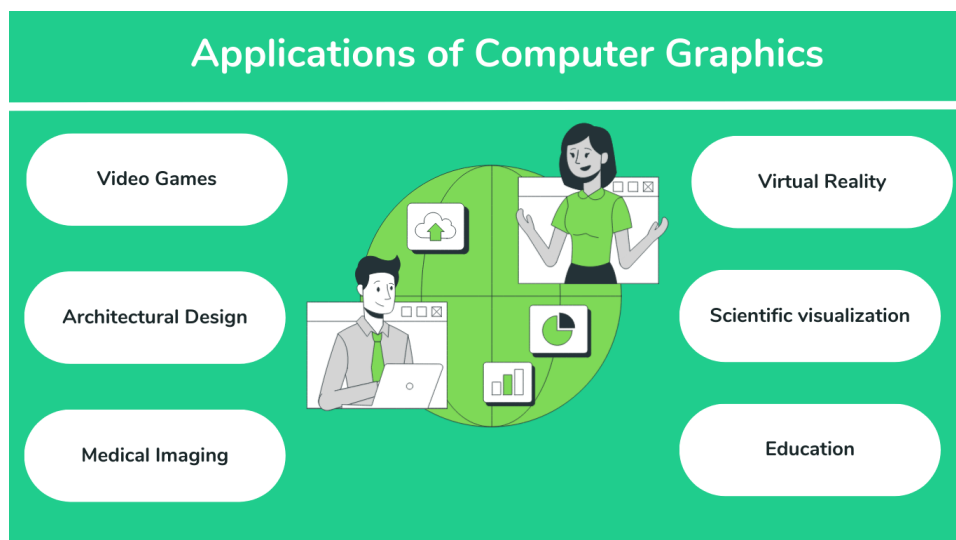 Applications of Computer Graphics
Video Games
Virtual Reality
Architectural Design
Scientific visualization
Medical Imaging
Education